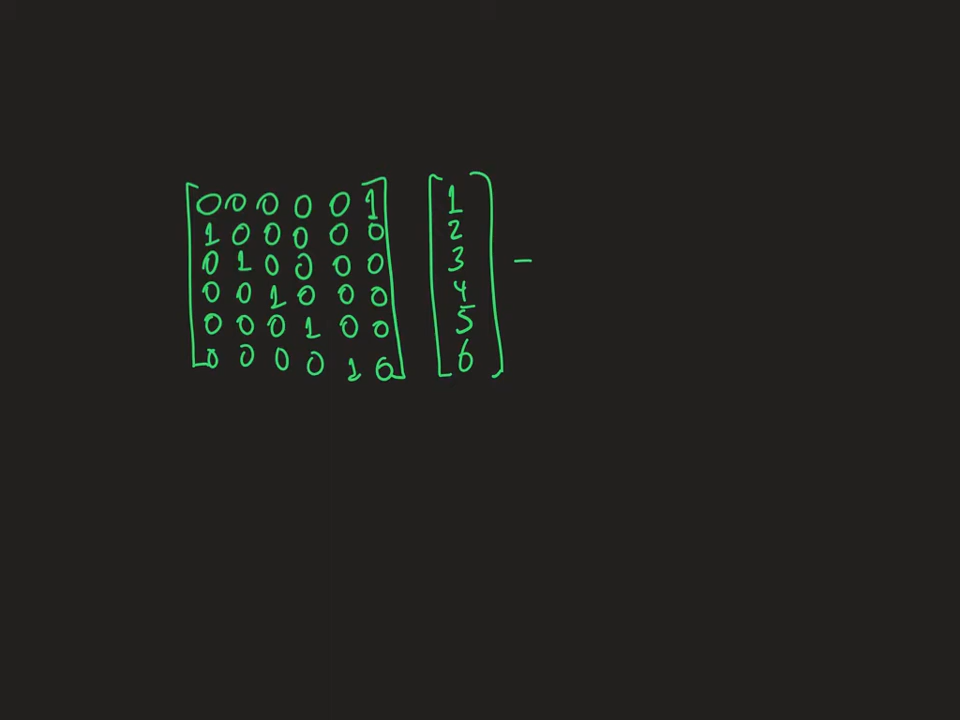 0 0 0 0 0 1 1
1 0 0 0 0 0 2
0 1 0 0 0 0 3 −
0 0 1 0 0 0 4
0 0 0 1 0 0 5
0 0 0 0 1 0 6